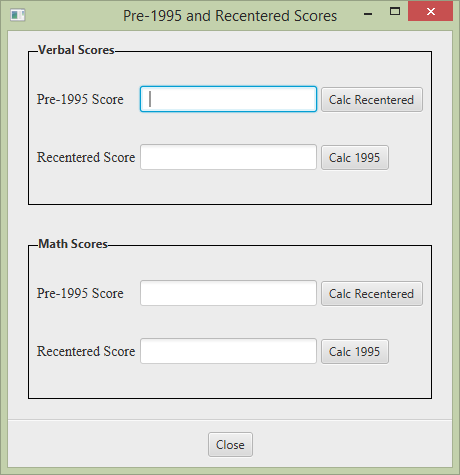 Pre-1995 and Recentered Scores
Verbal Scores
Pre-1995 Score Calc Recentered
Recentered Score Calc 1995
Math Scores
Pre-1995 Score Calc Recentered
Recentered Score Calc 1995
Close